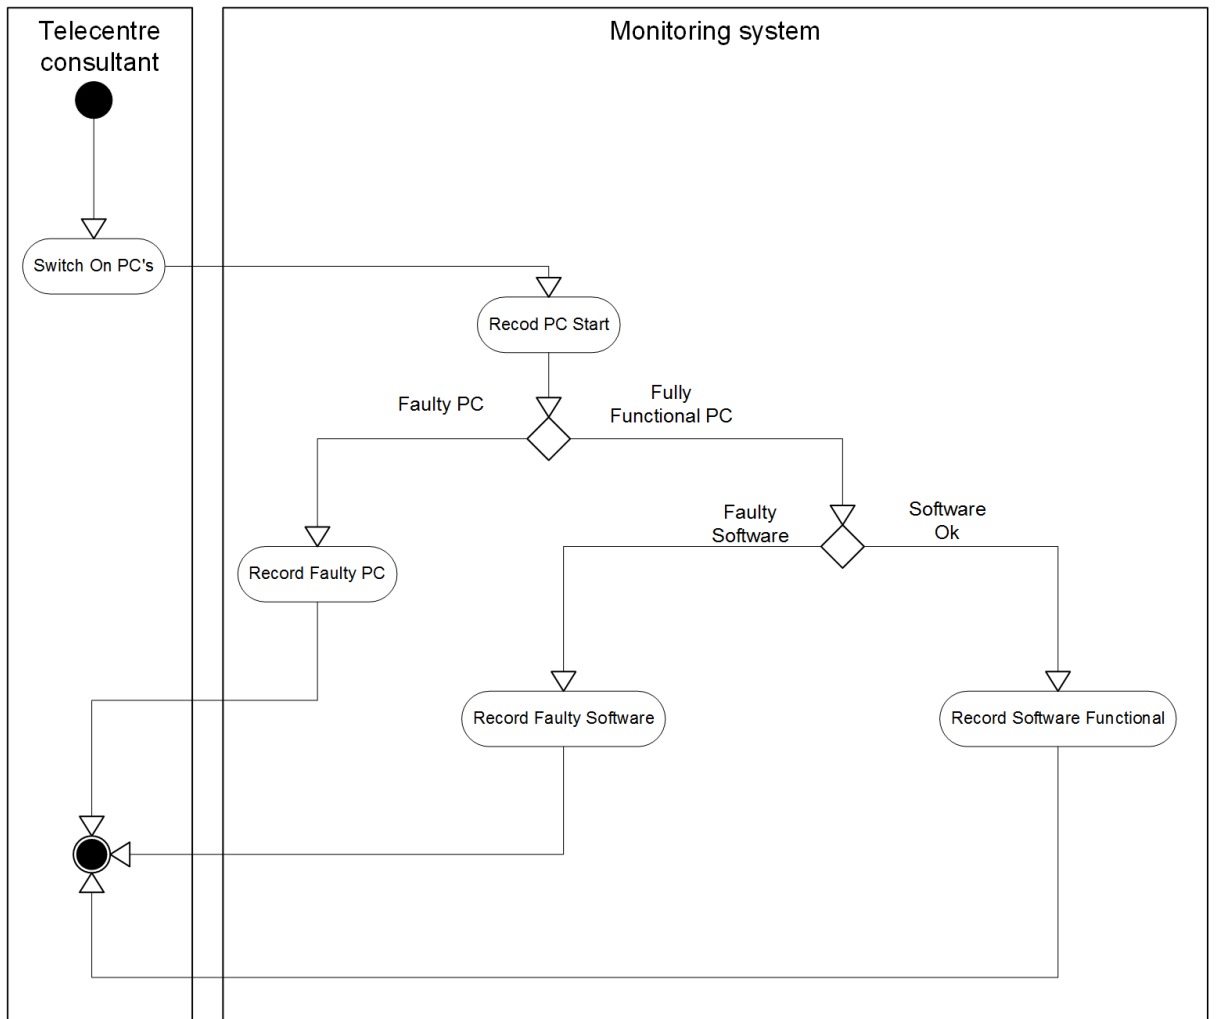 Telecentre
consultant
Monitoring system
Switch On PC's
Recod PC Start
Faulty PC
Fully
Functional PC
Faulty
Software
Software
Ok
Record Faulty PC
Record Faulty Software
Record Software Functional